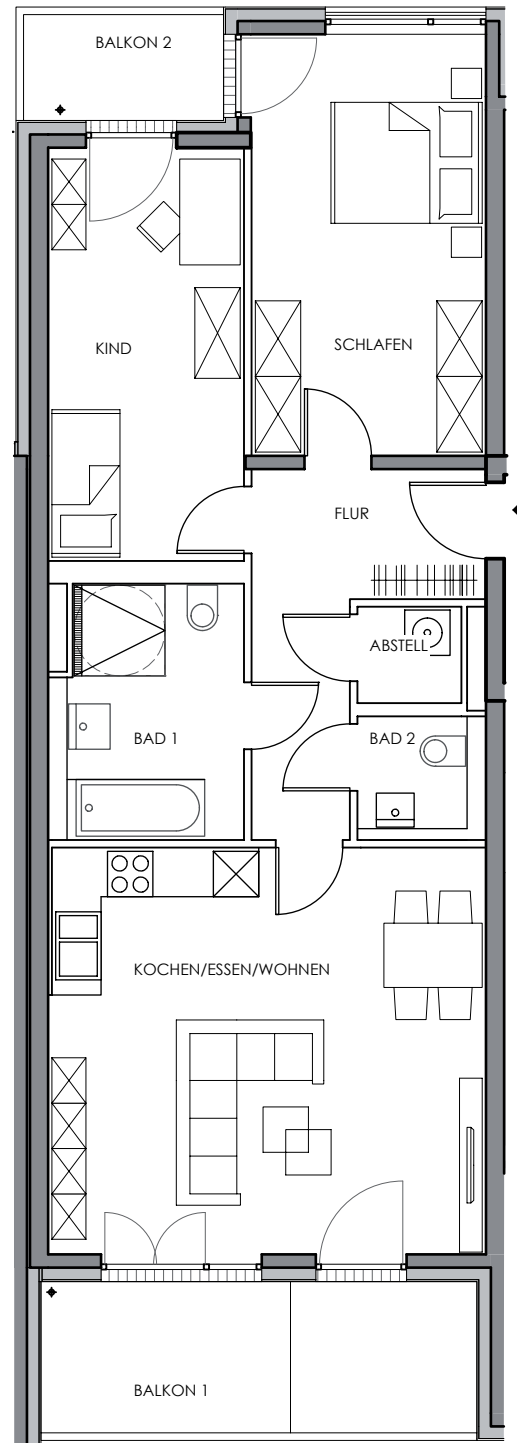 BALKON 2
KIND
SCHLAFEN
FLUR
ABSTELL
BAD 1
BAD 2
KOCHEN/ESSEN/WOHNEN
BALKON 1